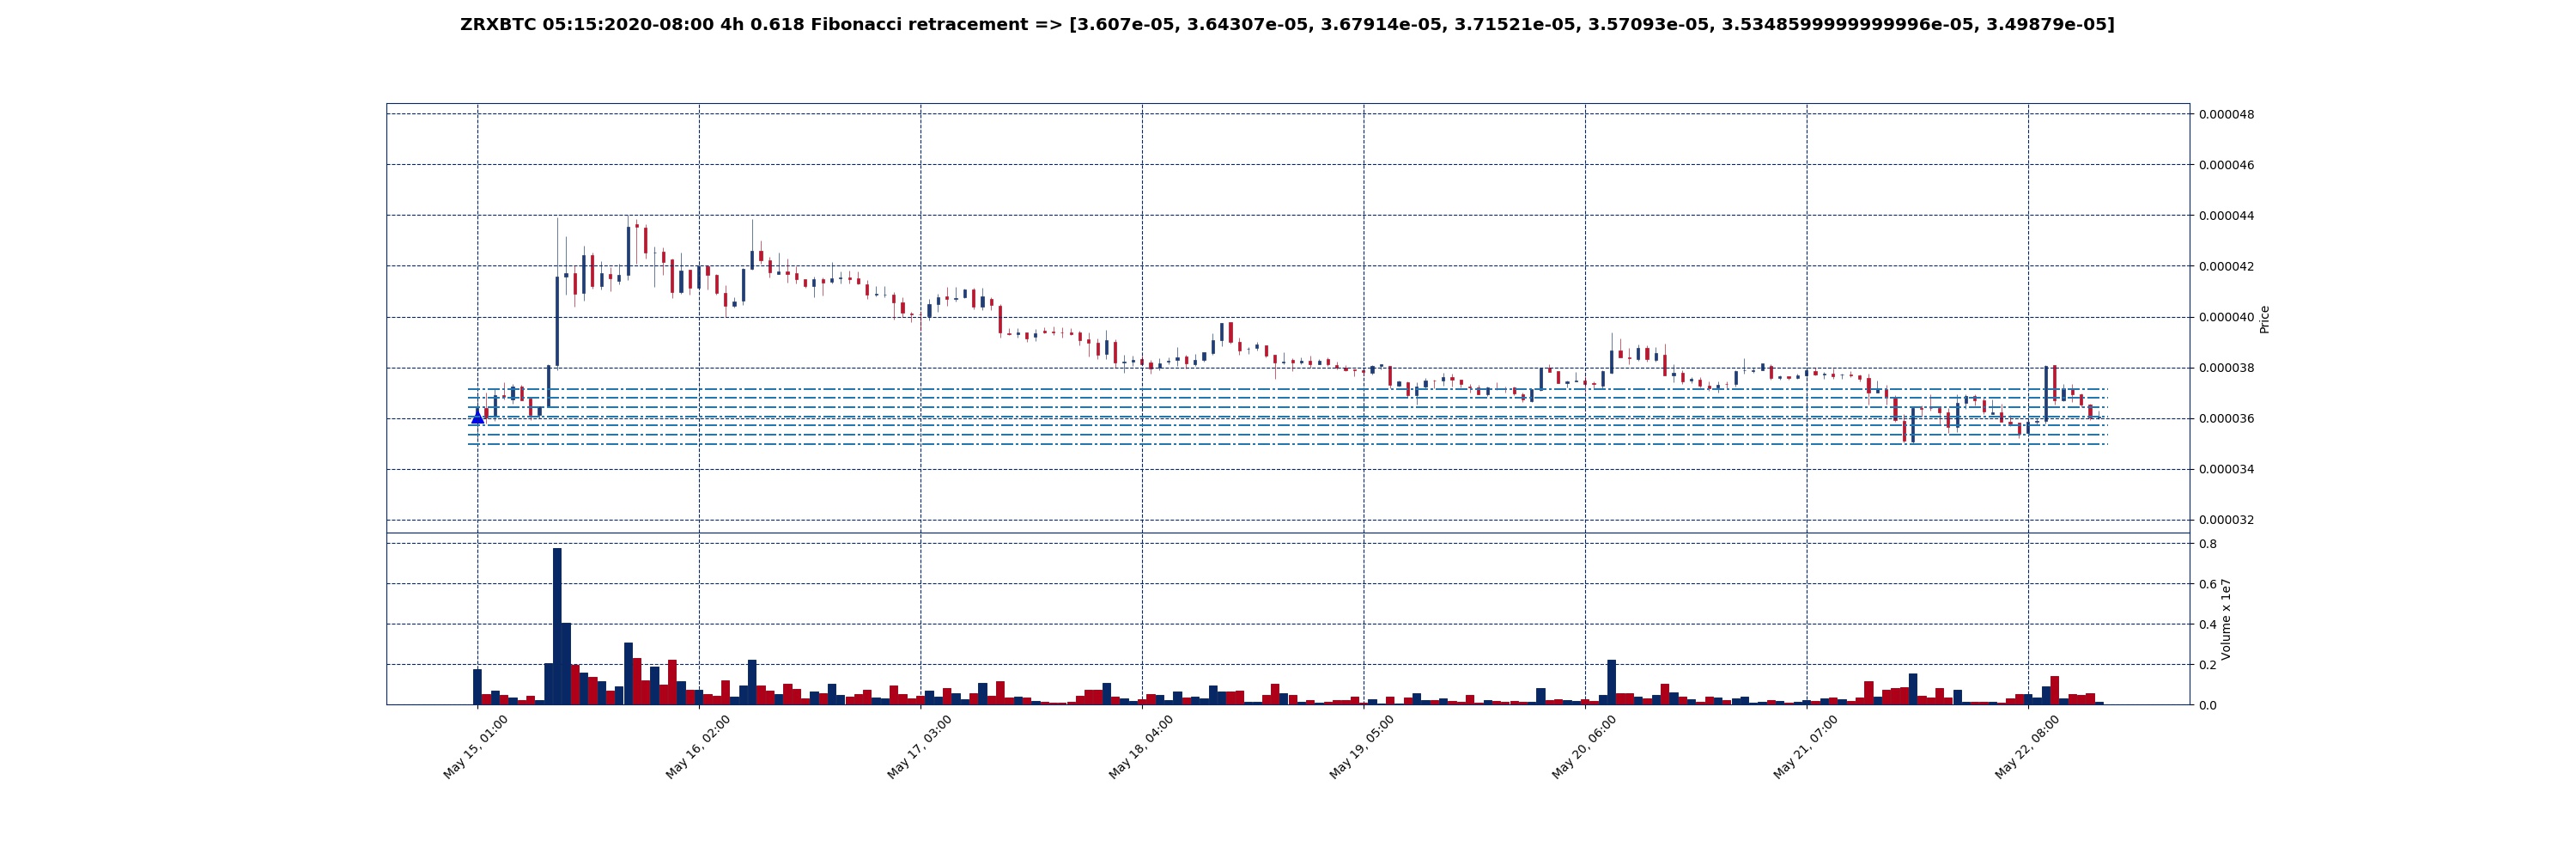 ZRXBTC 05:15:2020-08:00 4h 0.618 Fibonacci retracement => [3.607e-05, 3.64307e-05, 3.67914e-05, 3.71521e-05, 3.57093e-05, 3.5348599999999996e-05, 3.49879e-05]
0.000048
0.000046
0.000044
0.000042
0.000040
0.000038
0.000036
0.000034
0.000032
Price
0.8
0.6
0.4
0.2
0.0
Volume x 1e7
May 15, 01:00
May 16, 02:00
May 17, 03:00
May 18, 04:00
May 19, 05:00
May 20, 06:00
May 21, 07:00
May 22, 08:00